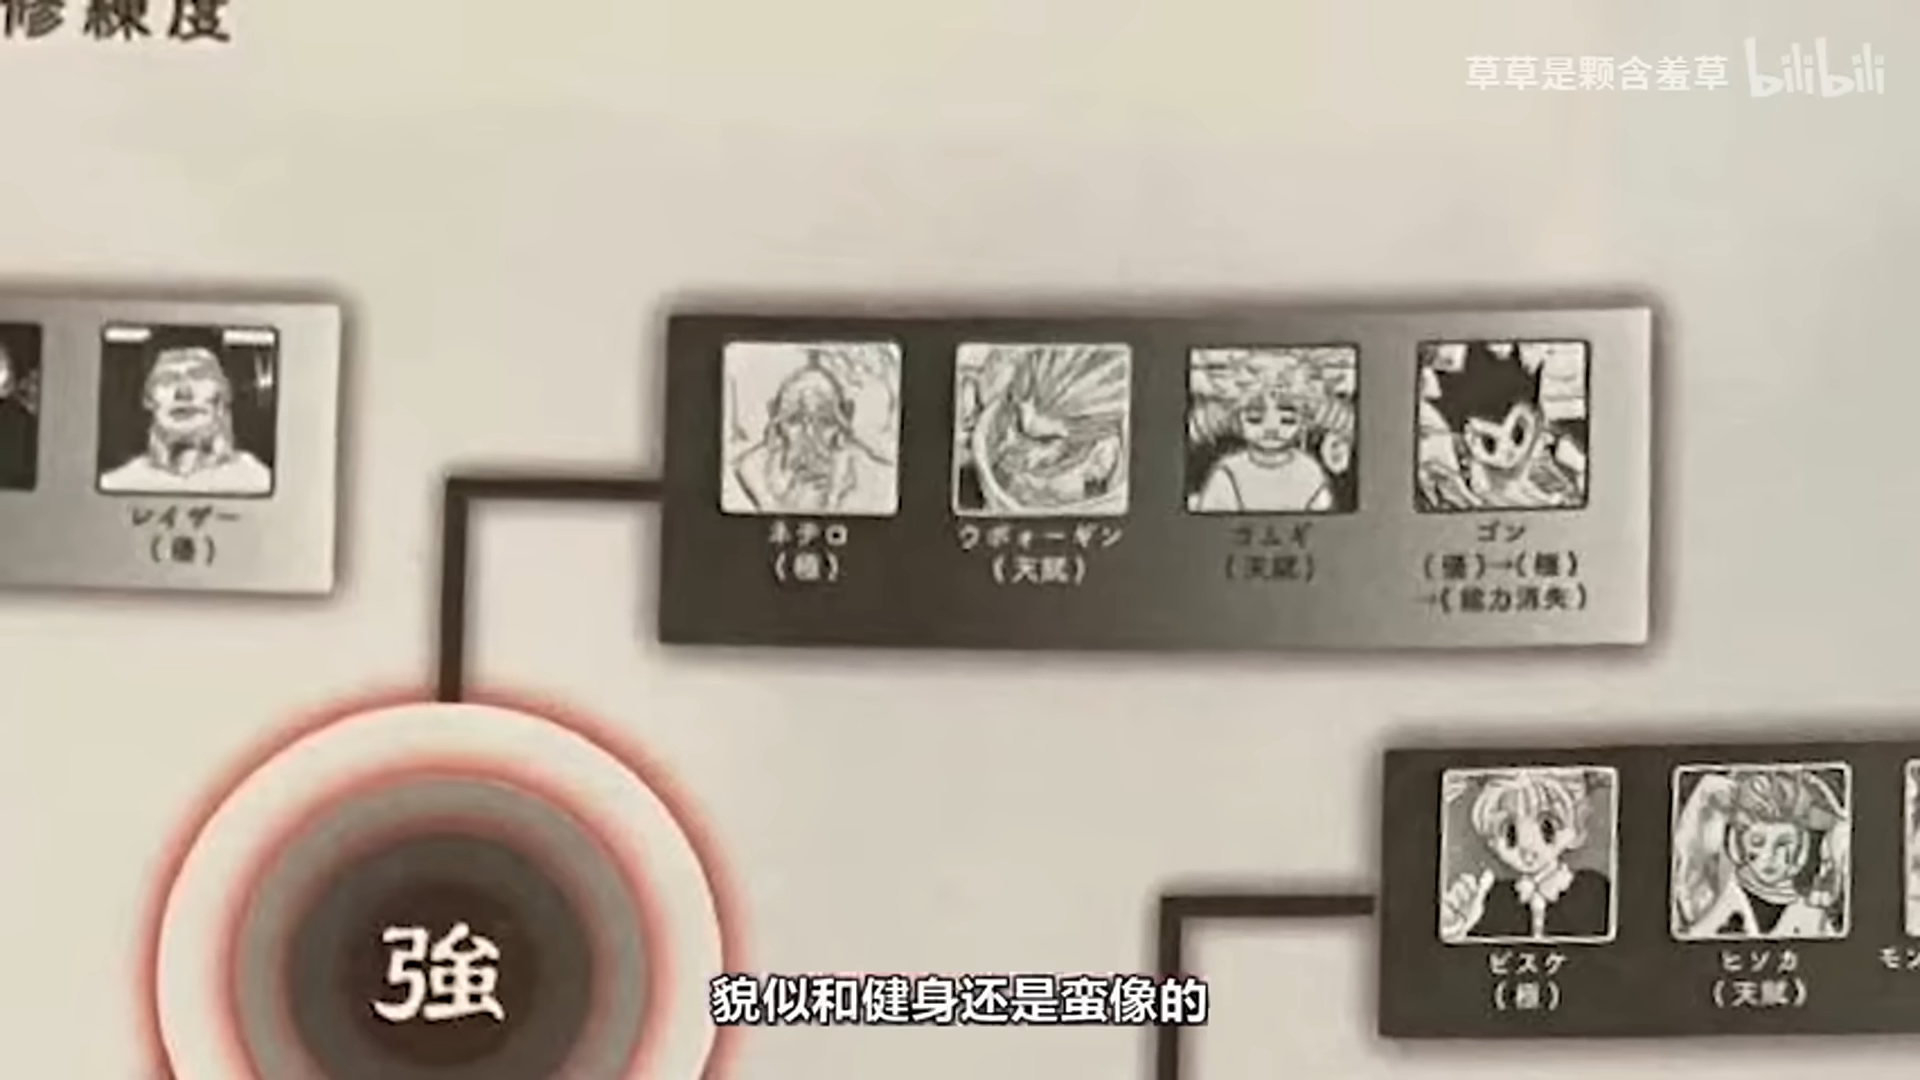 修練度
草草是颗含羞草 bilibili
レイザー
(優)
ネテロ
(極)
ウボォーギン
(天賦)
コムギ
(天賦)
ゴン
(優)→(極)
→(能力消失)
強
ビスケ
(極)
ヒソカ
(天賦)
モン
貌似和健身还是蛮像的